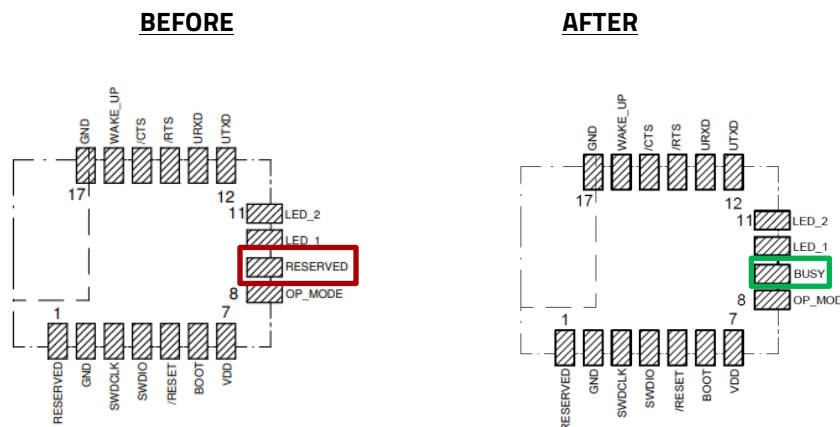 BEFORE
AFTER
GND
WAKE_UP
/CTS
/RTS
URXD
UTXD
17
12
11
LED_2
LED_1
RESERVED
8
OP_MODE
1
7
RESERVED
GND
SWDCLK
SWDIO
/RESET
BOOT
VDD
GND
WAKE_UP
/CTS
/RTS
URXD
UTXD
17
12
11
LED_2
LED_1
BUSY
8
OP_MOD
1
7
RESERVED
GND
SWDCLK
SWDIO
/RESET
BOOT
VDD